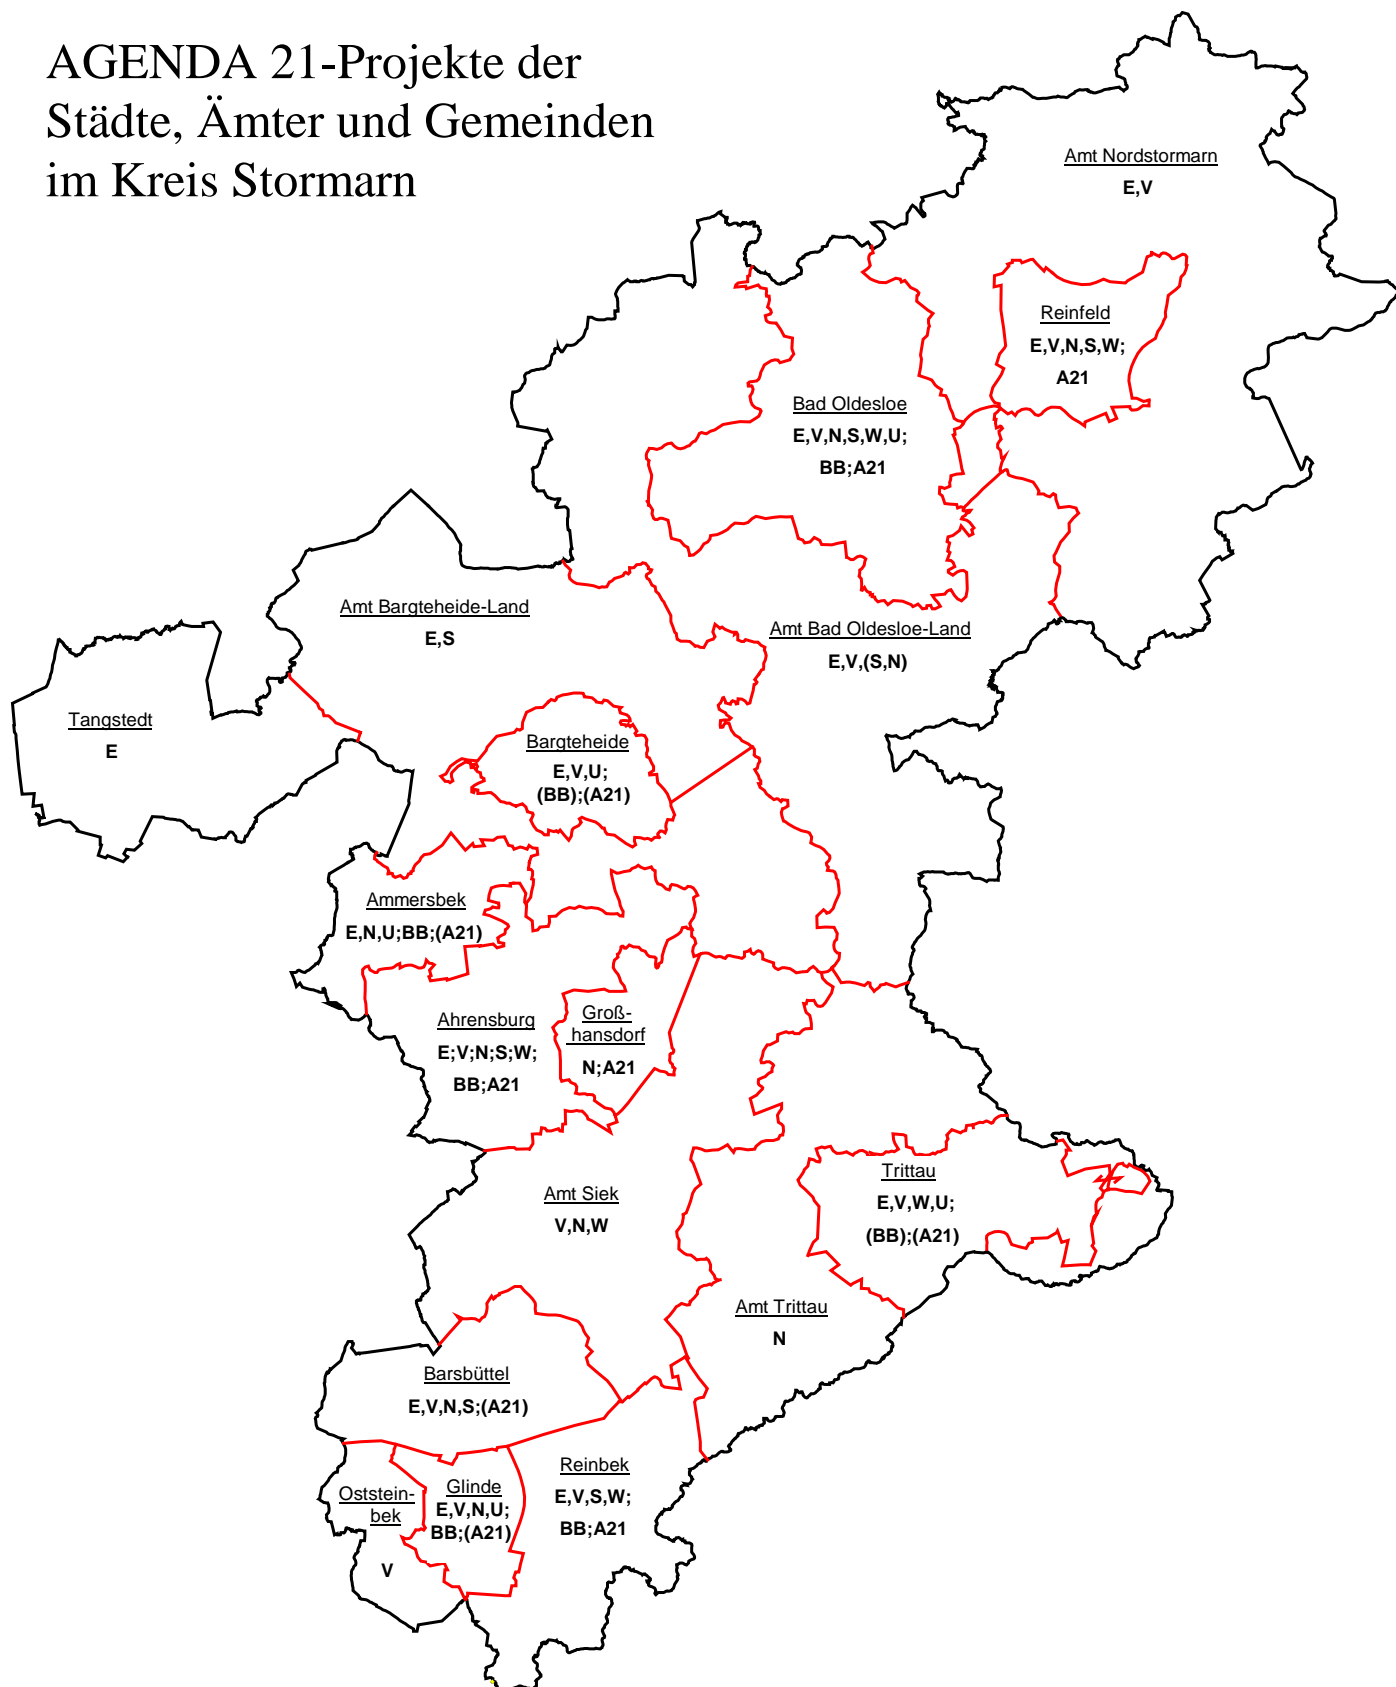 AGENDA 21-Projekte der
Städte, Ämter und Gemeinden
im Kreis Stormarn
Amt Nordstormarn
E,V
Reinfeld
E,V,N,S,W;
A21
Bad Oldesloe
E,V,N,S,W,U;
BB;A21
Amt Bargteheide-Land
E,S
Amt Bad Oldesloe-Land
E,V,(S,N)
Tangstedt
E
Bargteheide
E,V,U;
(BB);(A21)
Ammersbek
E,N,U;BB;(A21)
Ahrensburg
E;V;N;S;W;
BB;A21
Groß-
hansdorf
N;A21
Trittau
E,V,W,U;
(BB);(A21)
Amt Siek
V,N,W
Amt Trittau
N
Barsbüttel
E,V,N,S;(A21)
Oststein-
bek
V
Glinde
E,V,N,U;
BB;(A21)
Reinbek
E,V,S,W;
BB;A21